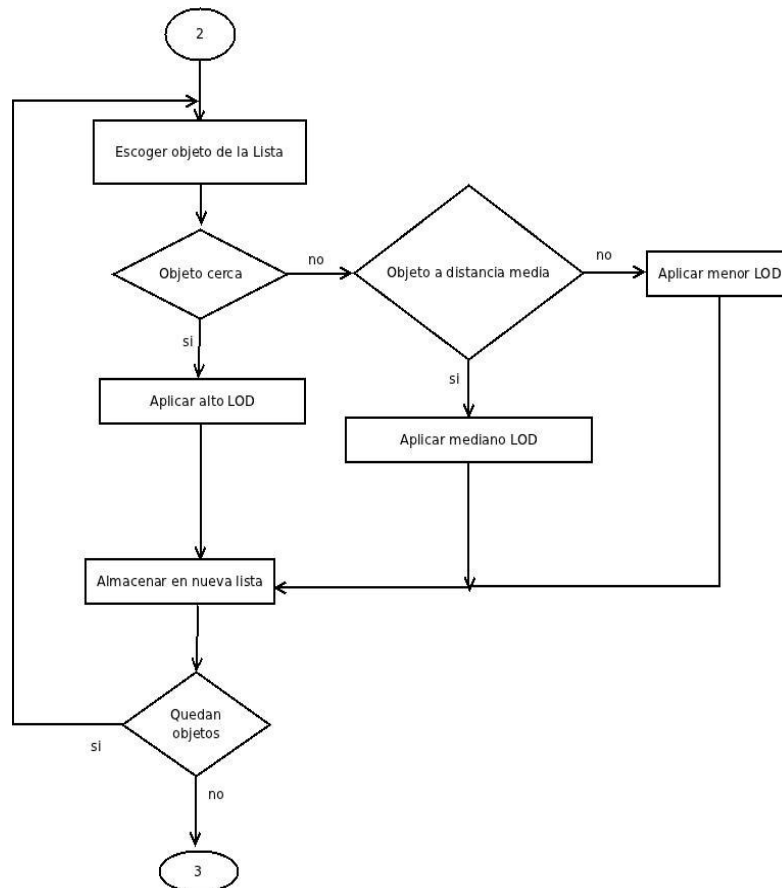 2
Escoger objeto de la Lista
Objeto cerca
no
Objeto a distancia media
no
Aplicar menor LOD
si
Aplicar alto LOD
si
Aplicar mediano LOD
Almacenar en nueva lista
Quedan
objetos
si
no
3